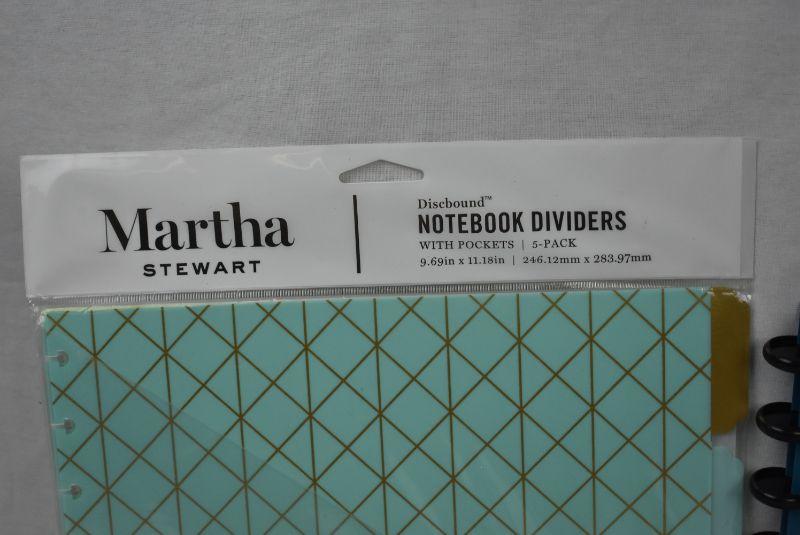 Martha
STEWART
Discbound™
NOTEBOOK DIVIDERS
WITH POCKETS | 5-PACK
9.69in x 11.18in | 246.12mm x 283.97mm